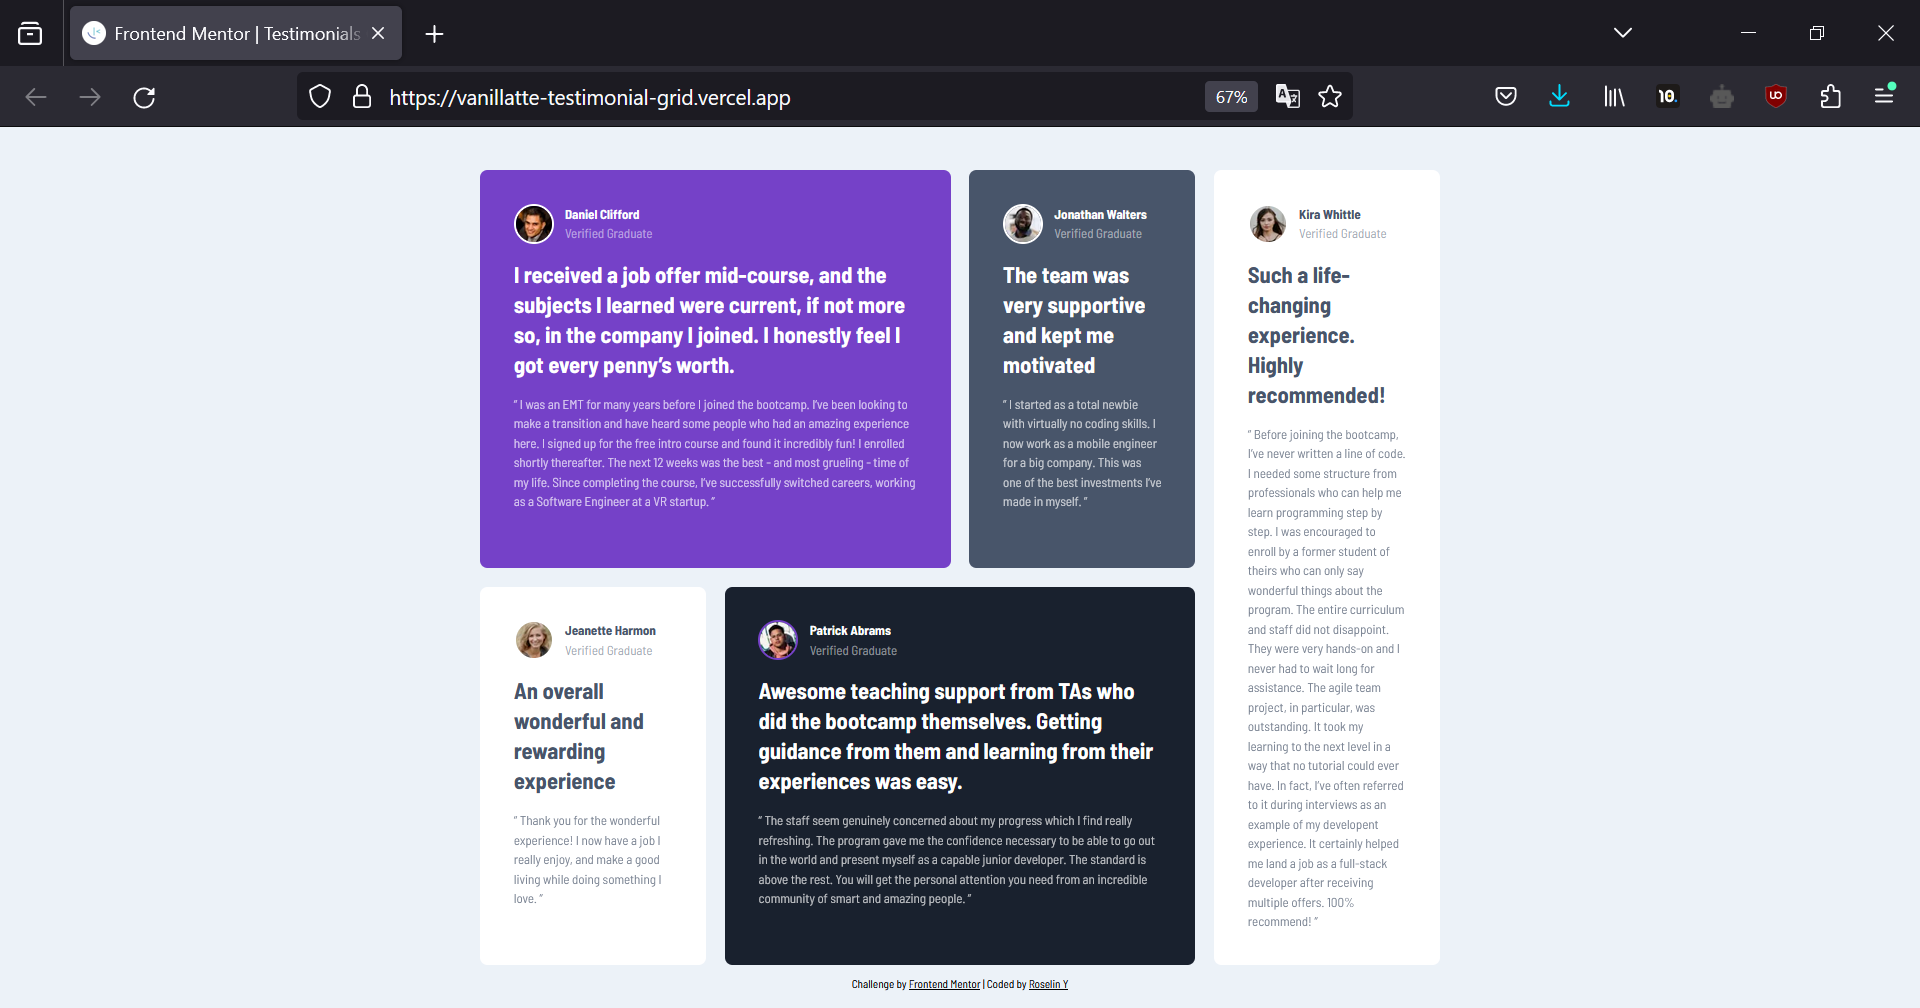 Frontend Mentor | Testimonials
https://vanillatte-testimonial-grid.vercel.app
67%
Daniel Clifford
Verified Graduate
I received a job offer mid-course, and the
subjects I learned were current, if not more
so, in the company I joined. I honestly feel I
got every penny’s worth.
“ I was an EMT for many years before I joined the bootcamp. I’ve been looking to
make a transition and have heard some people who had an amazing experience
here. I signed up for the free intro course and found it incredibly fun! I enrolled
shortly thereafter. The next 12 weeks was the best - and most grueling - time of
my life. Since completing the course, I’ve successfully switched careers, working
as a Software Engineer at a VR startup. ”
Jonathan Walters
Verified Graduate
The team was
very supportive
and kept me
motivated
“ I started as a total newbie
with virtually no coding skills. I
now work as a mobile engineer
for a big company. This was
one of the best investments I’ve
made in myself. ”
Kira Whittle
Verified Graduate
Such a life-
changing
experience.
Highly
recommended!
“ Before joining the bootcamp,
I’ve never written a line of code.
I needed some structure from
professionals who can help me
learn programming step by
step. I was encouraged to
enroll by a former student of
theirs who can only say
wonderful things about the
program. The entire curriculum
and staff did not disappoint.
They were very hands-on and I
never had to wait long for
assistance. The agile team
project, in particular, was
outstanding. It took my
learning to the next level in a
way that no tutorial could ever
have. In fact, I’ve often referred
to it during interviews as an
example of my developent
experience. It certainly helped
me land a job as a full-stack
developer after receiving
multiple offers. 100%
recommend! ”
Jeanette Harmon
Verified Graduate
An overall
wonderful and
rewarding
experience
“ Thank you for the wonderful
experience! I now have a job I
really enjoy, and make a good
living while doing something I
love. ”
Patrick Abrams
Verified Graduate
Awesome teaching support from TAs who
did the bootcamp themselves. Getting
guidance from them and learning from their
experiences was easy.
“ The staff seem genuinely concerned about my progress which I find really
refreshing. The program gave me the confidence necessary to be able to go out
in the world and present myself as a capable junior developer. The standard is
above the rest. You will get the personal attention you need from an incredible
community of smart and amazing people. ”
Challenge by Frontend Mentor | Coded by Roselin Y